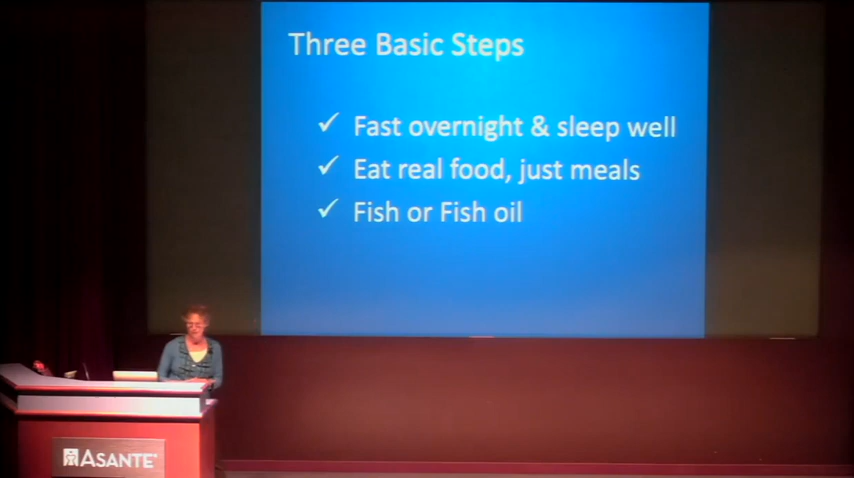 Three Basic Steps
✓ Fast overnight & sleep well
✓ Eat real food, just meals
✓ Fish or Fish oil
ASANTE